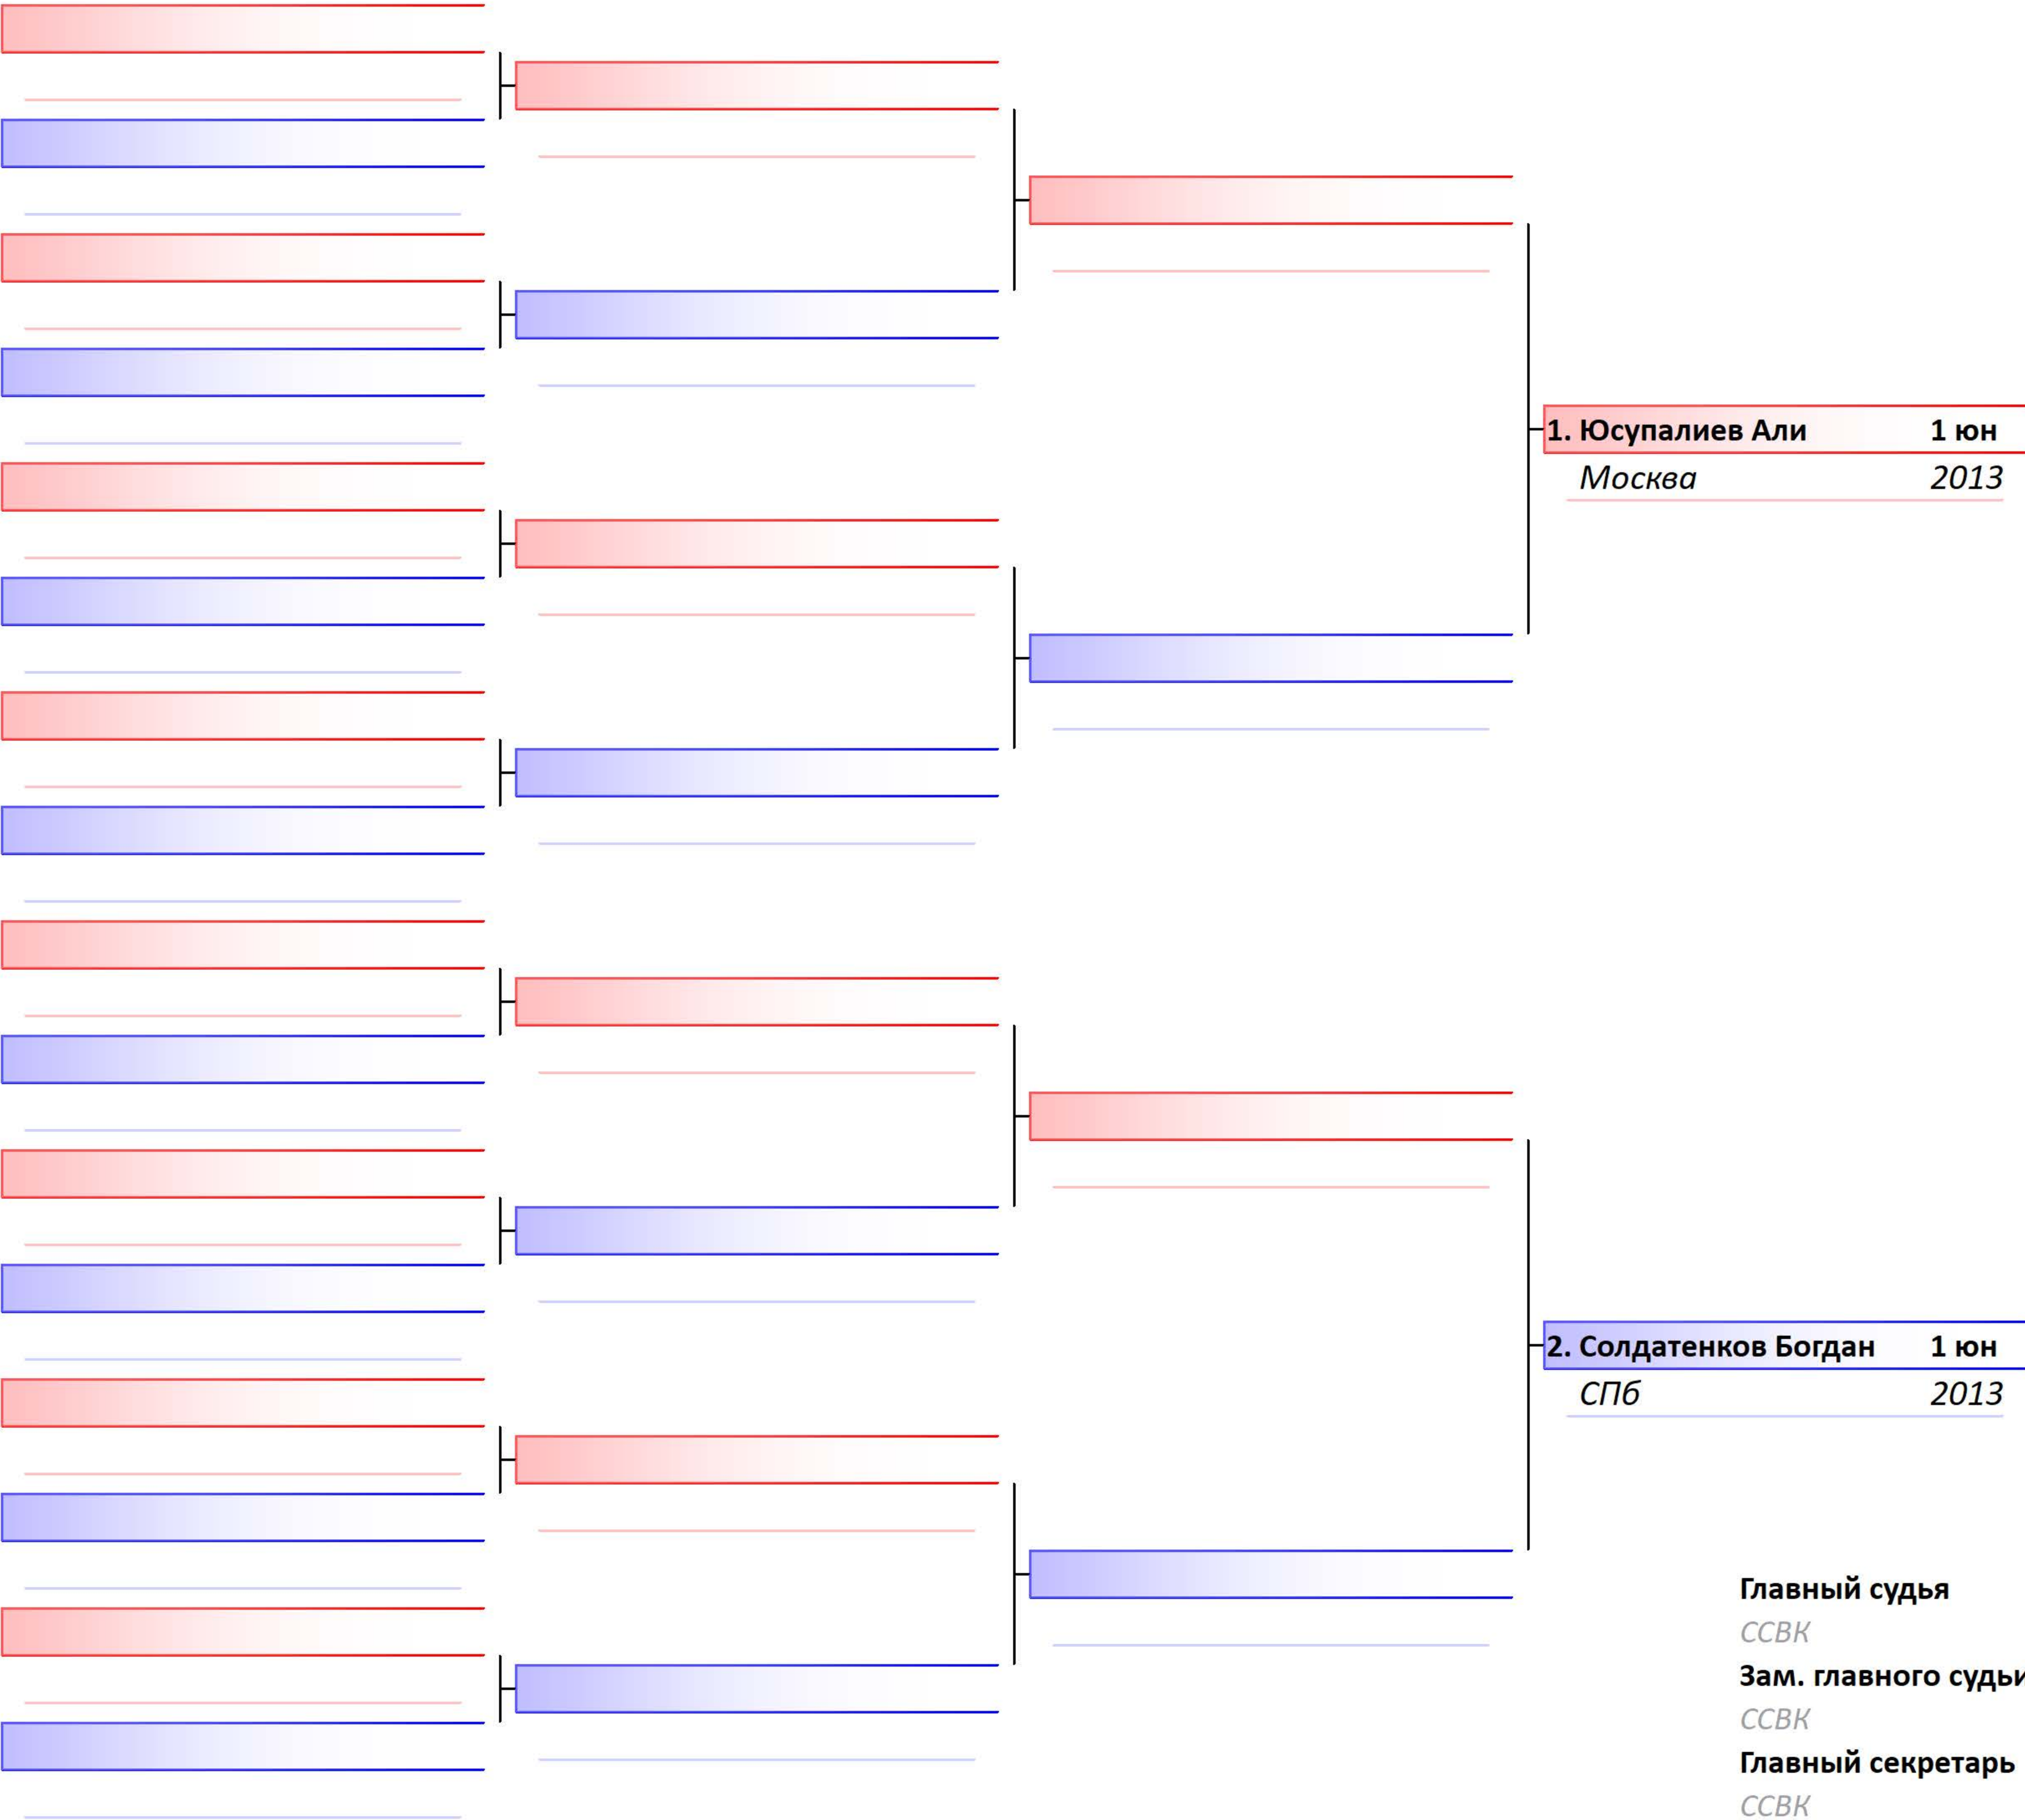 1. Юсупалиев Али 1 юн
Москва 2013
2. Солдатенков Богдан 1 юн
СПб 2013
Главный судья
ССВК
Зам. главного судьи
ССВК
Главный секретарь
ССВК